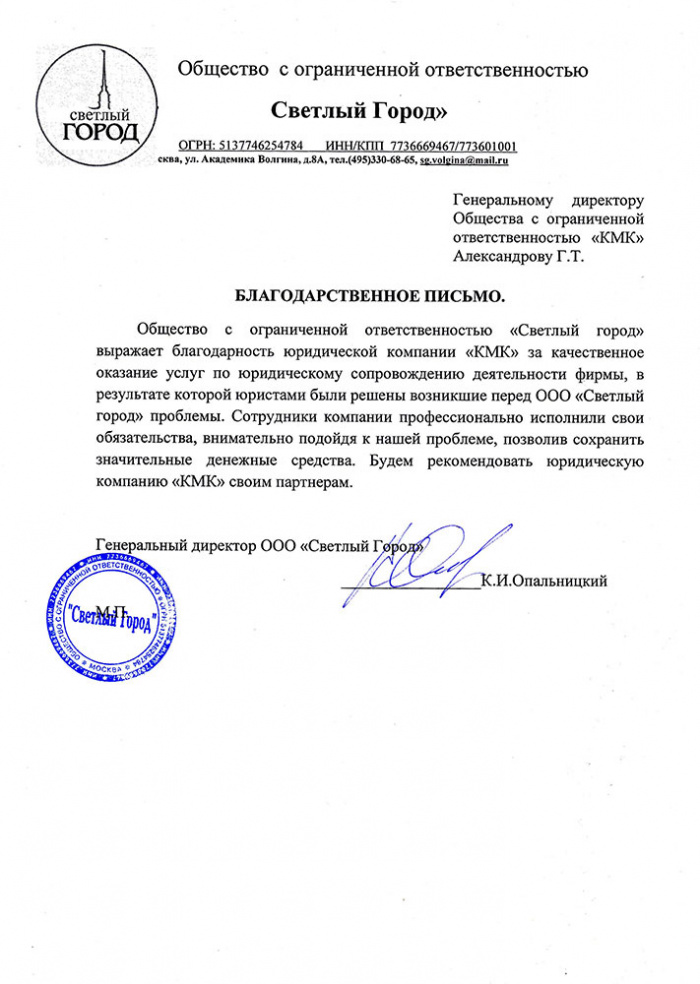 светлый
ГОРОД
Общество с ограниченной ответственностью
Светлый Город»
ОГРН: 5137746254784 ИНН/КПП 7736669467/773601001
сква, ул. Академика Волгина, д.8А, тел.(495)330-68-65, sg.volgina@mail.ru
Генеральному директору
Общества с ограниченной
ответственностью «КМК»
Александрову Г.Т.
БЛАГОДАРСТВЕННОЕ ПИСЬМО.
Общество с ограниченной ответственностью «Светлый город»
выражает благодарность юридической компании «КМК» за качественное
оказание услуг по юридическому сопровождению деятельности фирмы, в
результате которой юристами были решены возникшие перед ООО «Светлый
город» проблемы. Сотрудники компании профессионально исполнили свои
обязательства, внимательно подойдя к нашей проблеме, позволив сохранить
значительные денежные средства. Будем рекомендовать юридическую
компанию «КМК» своим партнерам.
Генеральный директор ООО «Светлый Город»
К.И.Опальницкий
М.П.
"Светлый Город"
ОБЩЕСТВО С ОГРАНИЧЕННОЙ ОТВЕТСТВЕННОСТЬЮ
МОСКВА